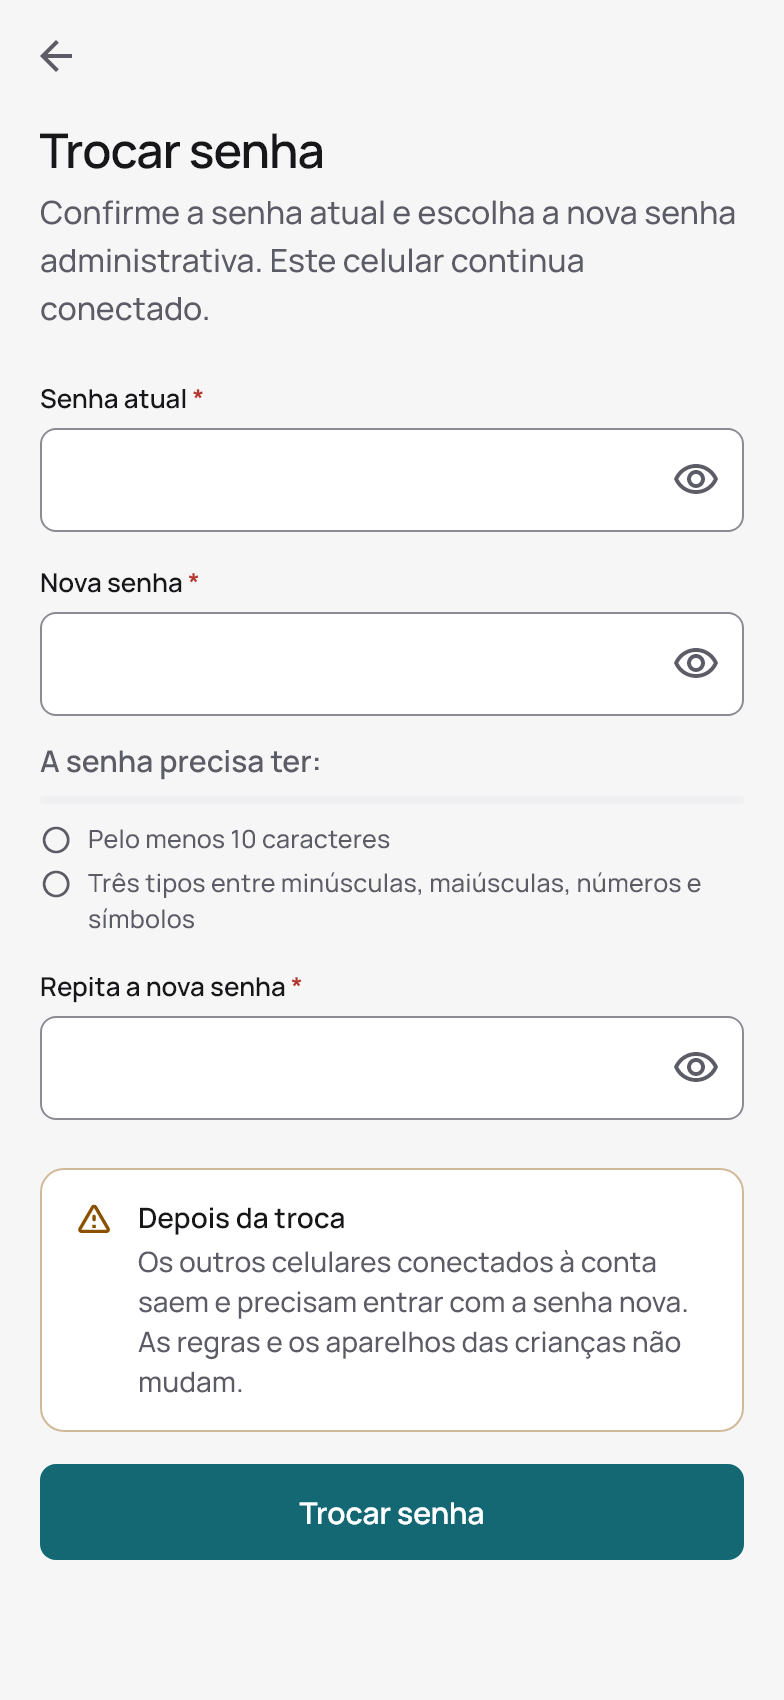 Trocar senha
Confirme a senha atual e escolha a nova senha
administrativa. Este celular continua
conectado.
Senha atual *
Nova senha *
A senha precisa ter:
Pelo menos 10 caracteres
Três tipos entre minúsculas, maiúsculas, números e
símbolos
Repita a nova senha *
Depois da troca
Os outros celulares conectados à conta
saem e precisam entrar com a senha nova.
As regras e os aparelhos das crianças não
mudam.
Trocar senha